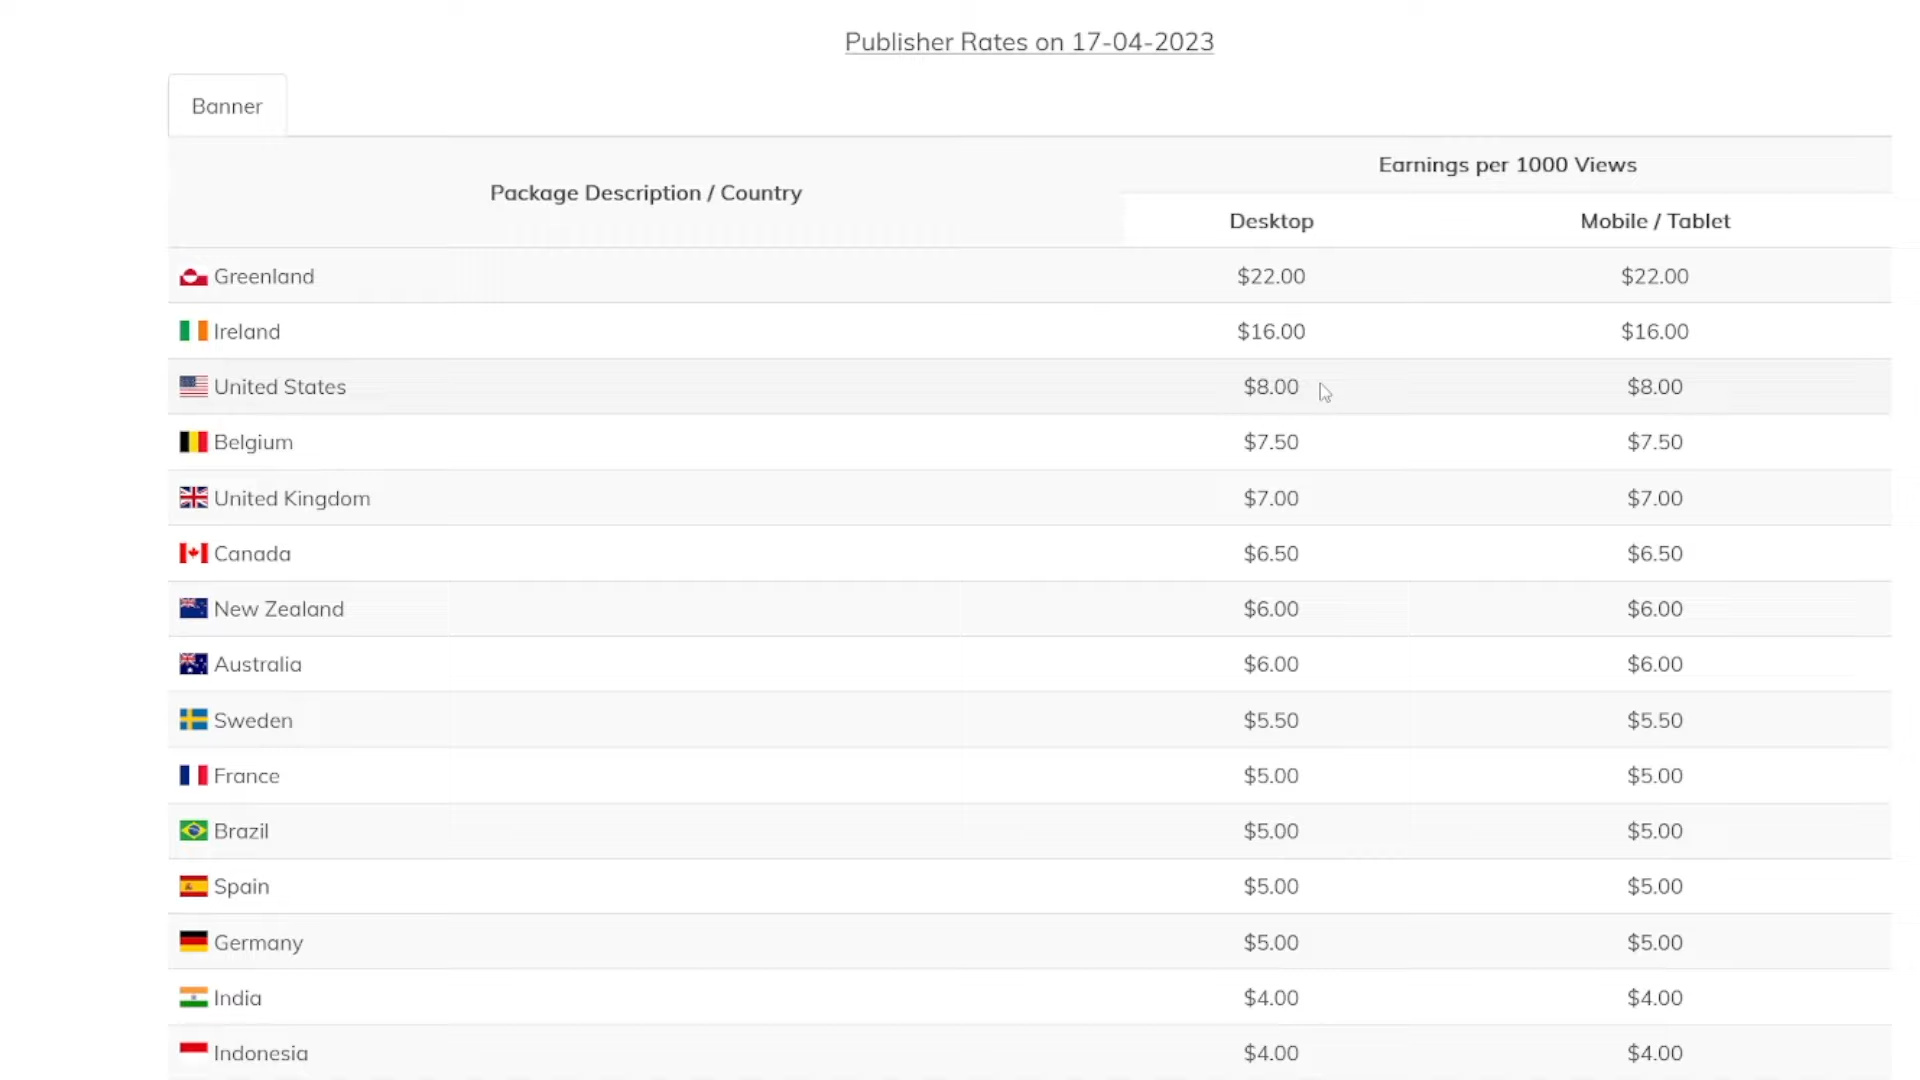 Publisher Rates on 17-04-2023
Banner
Package Description / Country
Earnings per 1000 Views
Desktop Mobile / Tablet
Greenland $22.00 $22.00
Ireland $16.00 $16.00
United States $8.00 $8.00
Belgium $7.50 $7.50
United Kingdom $7.00 $7.00
Canada $6.50 $6.50
New Zealand $6.00 $6.00
Australia $6.00 $6.00
Sweden $5.50 $5.50
France $5.00 $5.00
Brazil $5.00 $5.00
Spain $5.00 $5.00
Germany $5.00 $5.00
India $4.00 $4.00
Indonesia $4.00 $4.00